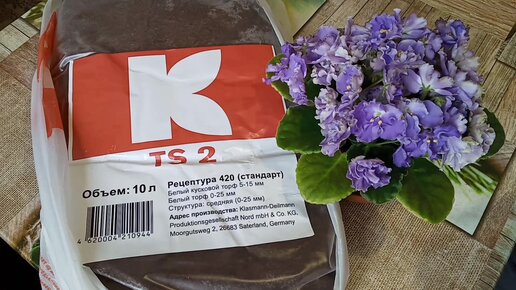 K
TS 2
Объем: 10 л
Рецептура 420 (стандарт)
Белый кусковой торф 5-15 мм
Белый торф 0-25 мм
Структура: средняя (0-25 мм)
Адрес производства: Klasmann-Deilmann
Produktionsgesellschaft Nord mbH & Co. KG,
Moorgutsweg 2, 26683 Saterland, Germany
4 620004 210944